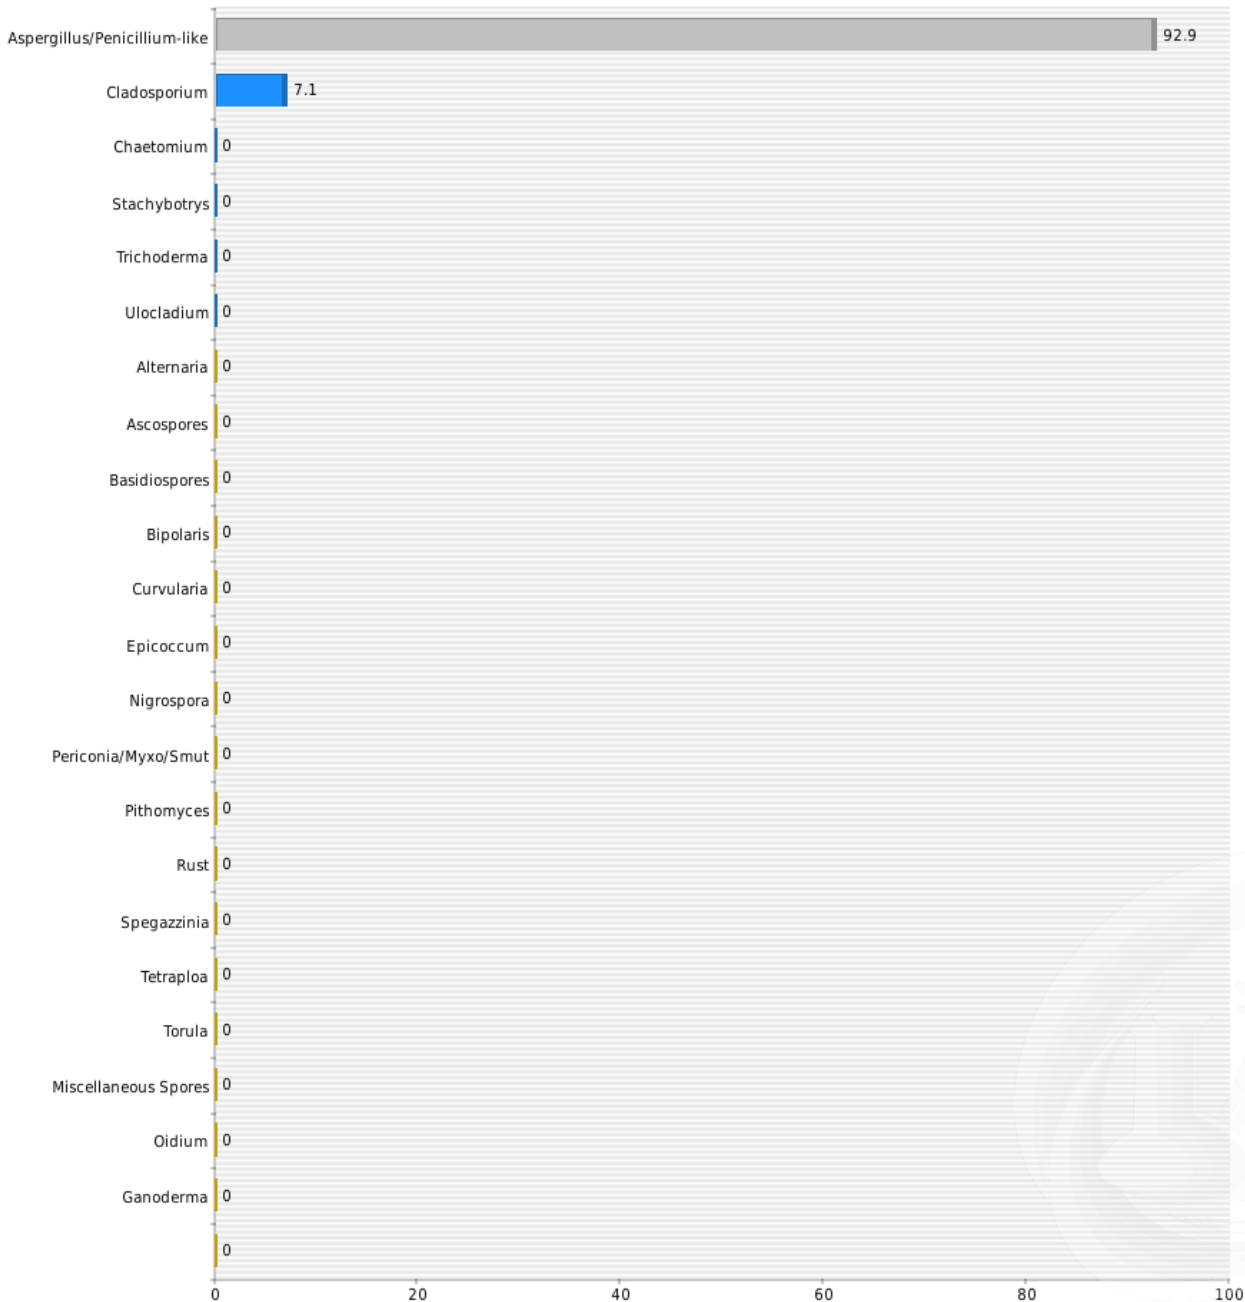 Aspergillus/Penicillium-like 92.9
Cladosporium 7.1
Chaetomium 0
Stachybotrys 0
Trichoderma 0
Ulocladium 0
Alternaria 0
Ascospores 0
Basidiospores 0
Bipolaris 0
Curvularia 0
Epicoccum 0
Nigrospora 0
Periconia/Myxo/Smut 0
Pithomyces 0
Rust 0
Spegazzinia 0
Tetraploa 0
Torula 0
Miscellaneous Spores 0
Oidium 0
Ganoderma 0
0
0 20 40 60 80 100